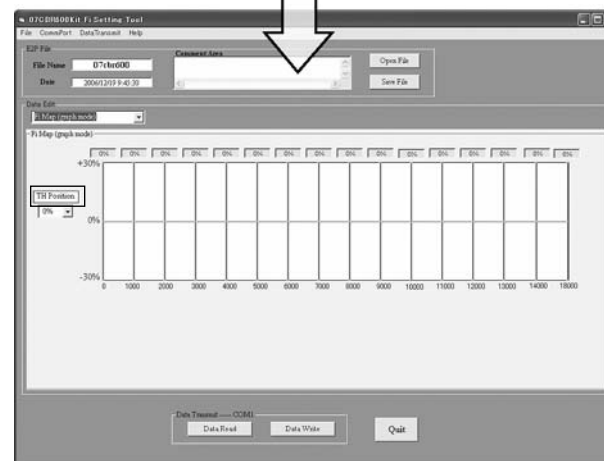 07CBR600Kit Fi Setting Tool
File CommPort DataTransmit Help
E2P File
File Name 07cbr600
Comment Area
Open File
Date 2006/12/19 9:45:30
Save File
Data Edit
Fi Map (graph mode)
Fi Map (graph mode)
0% 0% 0% 0% 0% 0% 0% 0% 0% 0% 0% 0% 0% 0% 0% 0%
+30%
TH Position
0%
0%
-30%
0 1000 2000 3000 4000 5000 6000 7000 8000 9000 10000 11000 12000 13000 14000 18000
Data Transmit ---- COM1
Data Read Data Write Quit